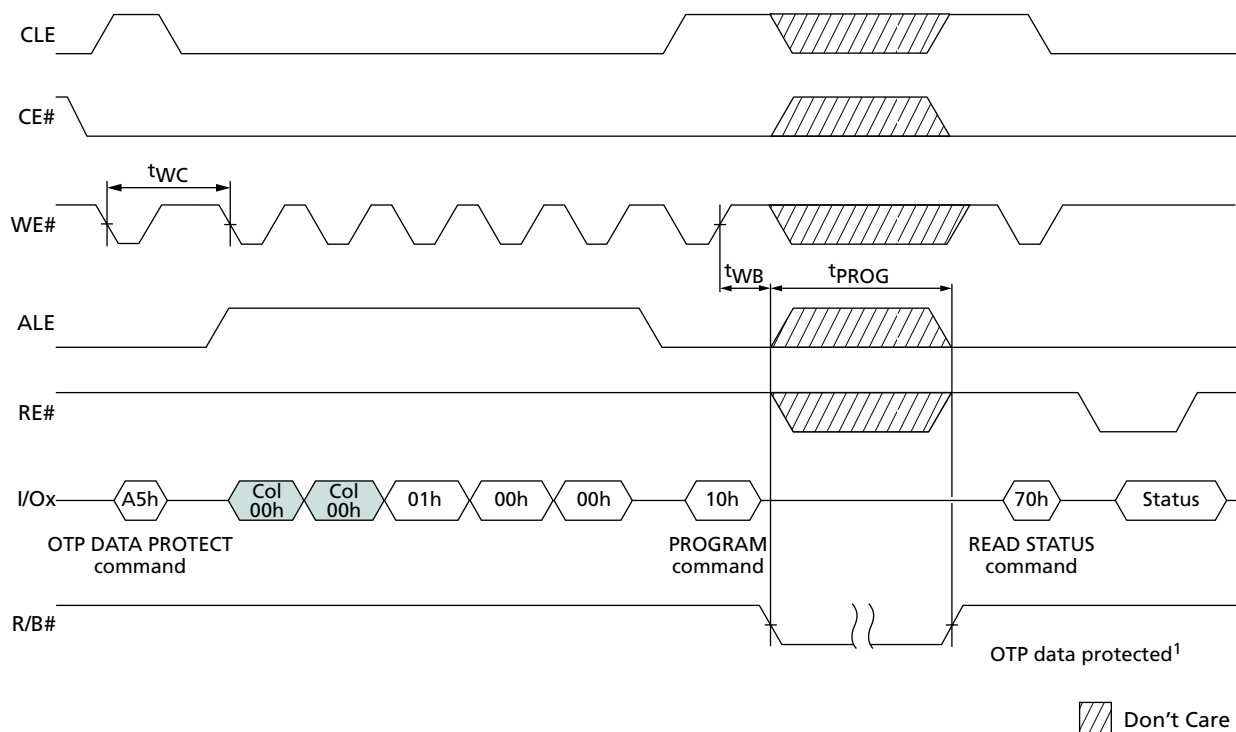 CLE
CE#
tWC
WE#
tWB
tPROG
ALE
RE#
I/Ox
A5h
Col
00h
Col
00h
01h
00h
00h
10h
70h
Status
OTP DATA PROTECT
command
PROGRAM
command
READ STATUS
command
R/B#
OTP data protected1
Don't Care